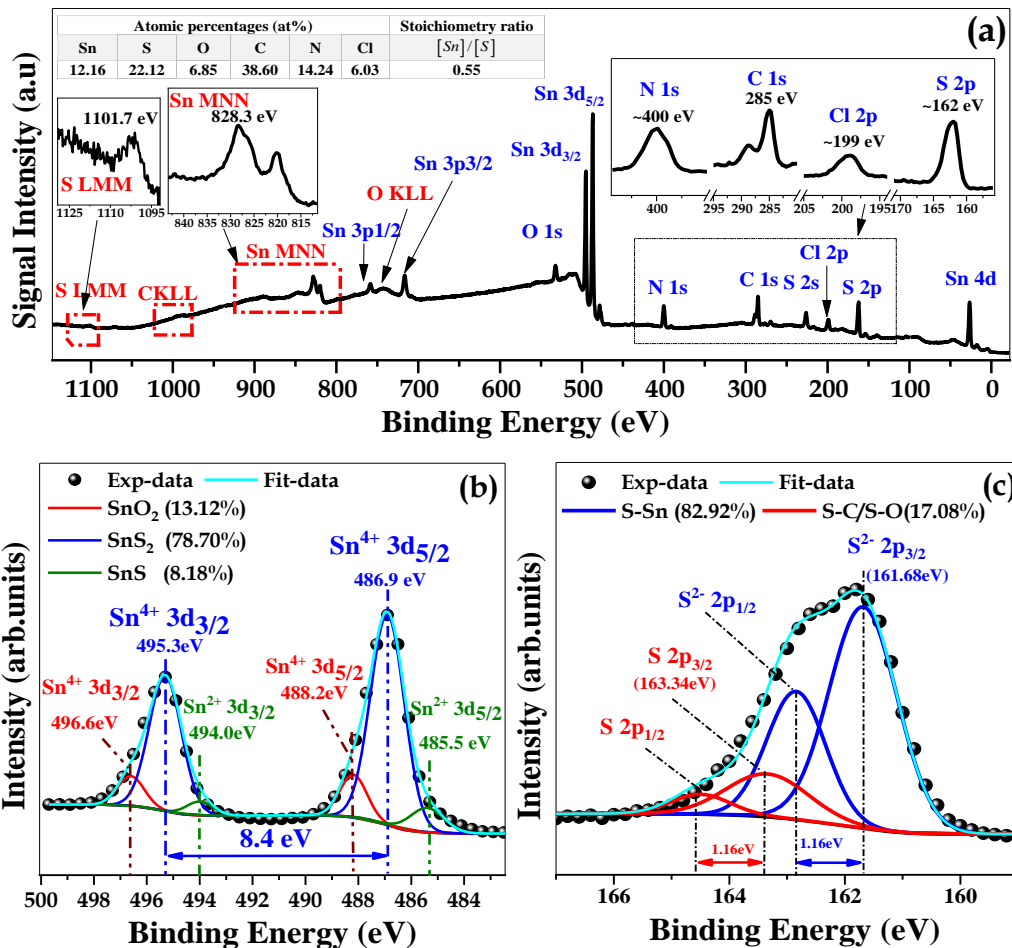 Atomic percentages (at%) Stoichiometry ratio
Sn S O C N Cl [Sn]/[S]
12.16 22.12 6.85 38.60 14.24 6.03 0.55
(a)
1101.7 eV
S LMM
1125 1110 1095
Sn MNN
828.3 eV
840 835 830 825 820 815
N 1s
~400 eV
C 1s
285 eV
Cl 2p
~199 eV
S 2p
~162 eV
400 295 290 285 205 200 195 170 165 160
Sn 3d5/2
Sn 3d3/2
Sn 3p3/2
O KLL
Sn 3p1/2
O 1s
Sn MNN
S LMM
CKLL
N 1s
C 1s
S 2s
Cl 2p
S 2p
Sn 4d
Signal Intensity (a.u)
1100 1000 900 800 700 600 500 400 300 200 100 0
Binding Energy (eV)
(b)
Exp-data Fit-data
SnO2 (13.12%)
SnS2 (78.70%)
SnS (8.18%)
Sn4+ 3d5/2
486.9 eV
Sn4+ 3d3/2
495.3eV
Sn4+ 3d3/2
496.6eV
Sn2+ 3d3/2
494.0eV
Sn4+ 3d5/2
488.2eV
Sn2+ 3d5/2
485.5 eV
8.4 eV
Intensity (arb.units)
500 498 496 494 492 490 488 486 484
Binding Energy (eV)
(c)
Exp-data Fit-data
S-Sn (82.92%) S-C/S-O(17.08%)
S2- 2p3/2
(161.68eV)
S2- 2p1/2
S 2p3/2
(163.34eV)
S 2p1/2
1.16eV 1.16eV
Intensity (arb.units)
166 164 162 160
Binding Energy (eV)